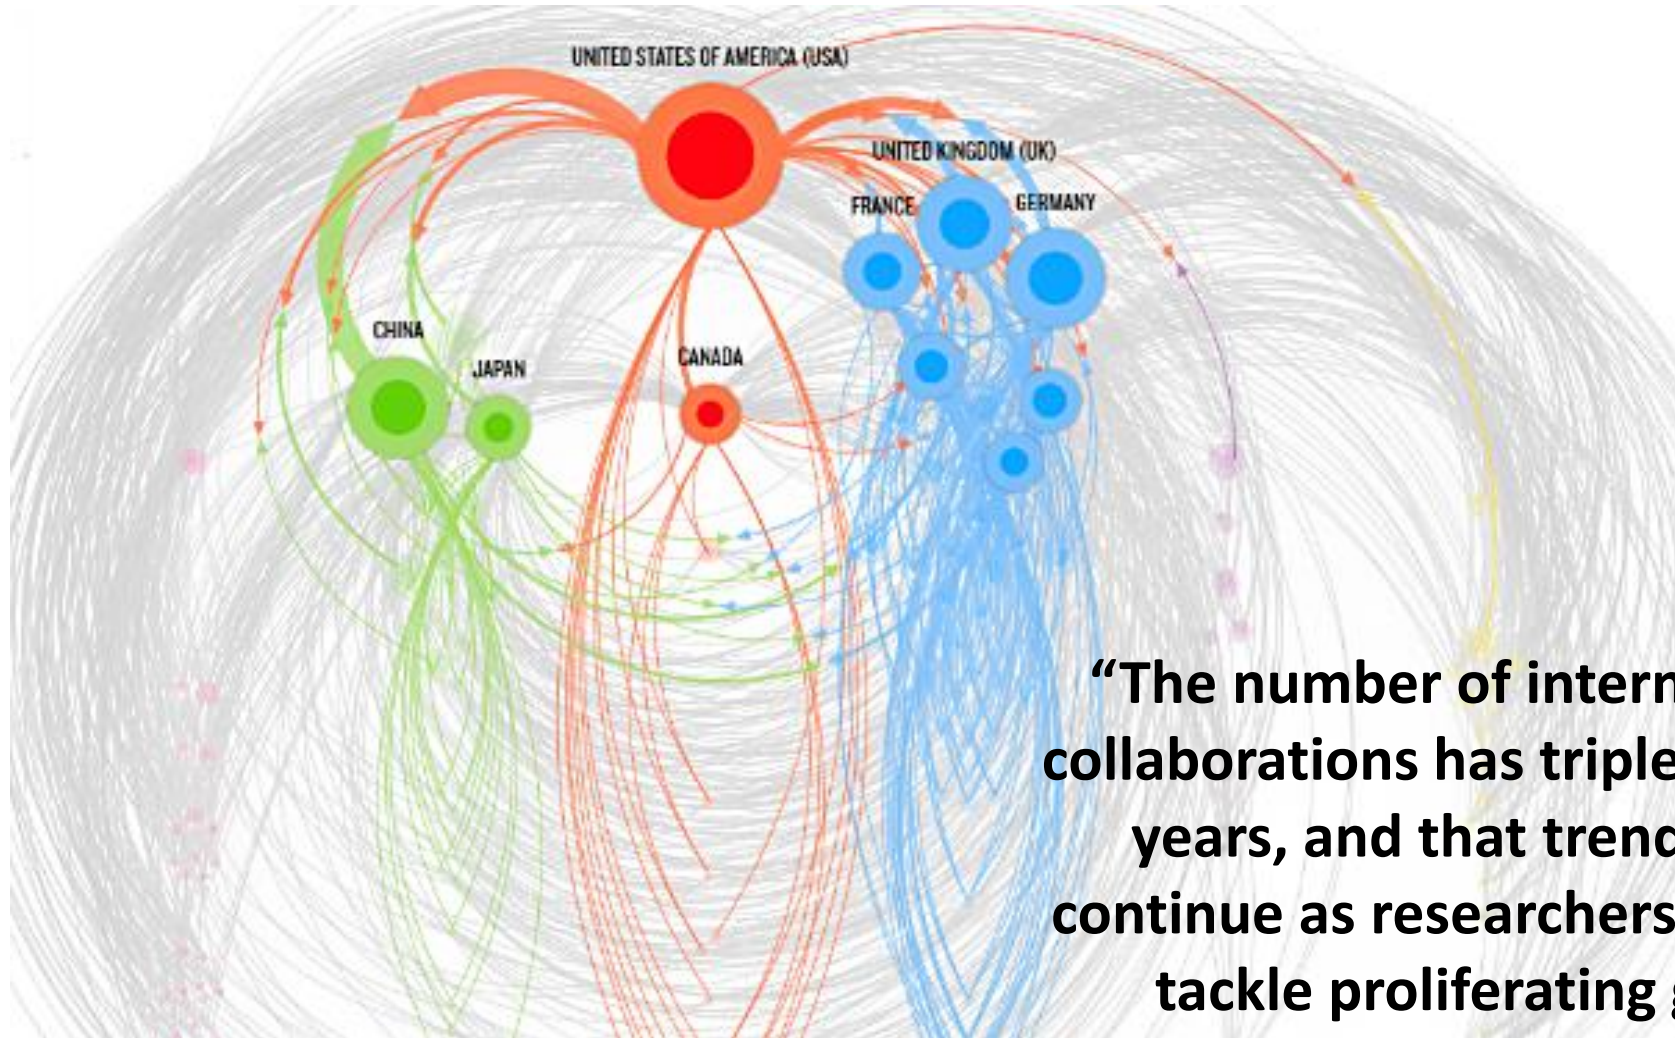 UNITED STATES OF AMERICA (USA)
UNITED KINGDOM (UK)
FRANCE
GERMANY
CHINA
JAPAN
CANADA
“The number of intern
collaborations has triple
years, and that trend
continue as researchers
tackle proliferating g